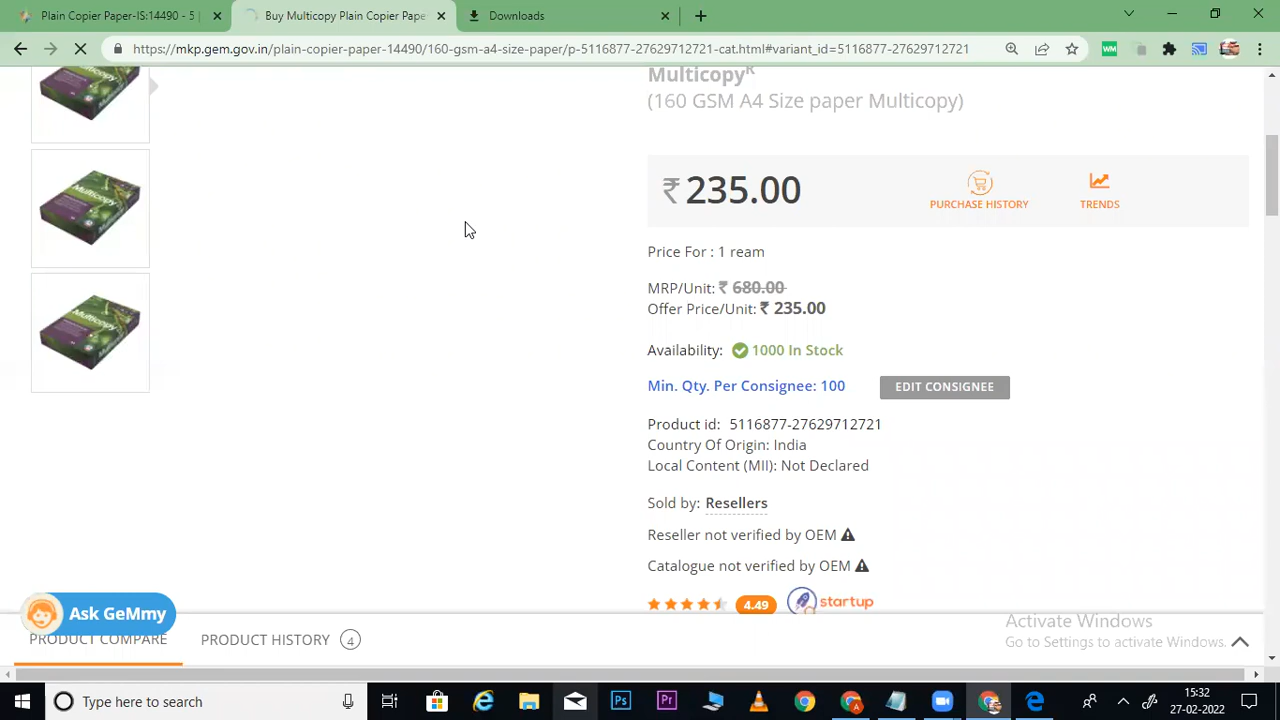 Plain Copier Paper-IS:14490 - 5
Buy Multicopy Plain Copier Pape
Downloads
https://mkp.gem.gov.in/plain-copier-paper-14490/160-gsm-a4-size-paper/p-5116877-27629712721-cat.html#variant_id=5116877-27629712721
Multicopy
Multicopy
MulticopyR
(160 GSM A4 Size paper Multicopy)
₹ 235.00
PURCHASE HISTORY
TRENDS
Price For : 1 ream
MRP/Unit: ₹ 680.00
Offer Price/Unit: ₹ 235.00
Availability: 1000 In Stock
Min. Qty. Per Consignee: 100
EDIT CONSIGNEE
Product id: 5116877-27629712721
Country Of Origin: India
Local Content (MII): Not Declared
Sold by: Resellers
Reseller not verified by OEM
Catalogue not verified by OEM
4.49
startup
Ask GeMmy
PRODUCT COMPARE
PRODUCT HISTORY 4
Activate Windows
Go to Settings to activate Windows.
Type here to search
15:32
27-02-2022